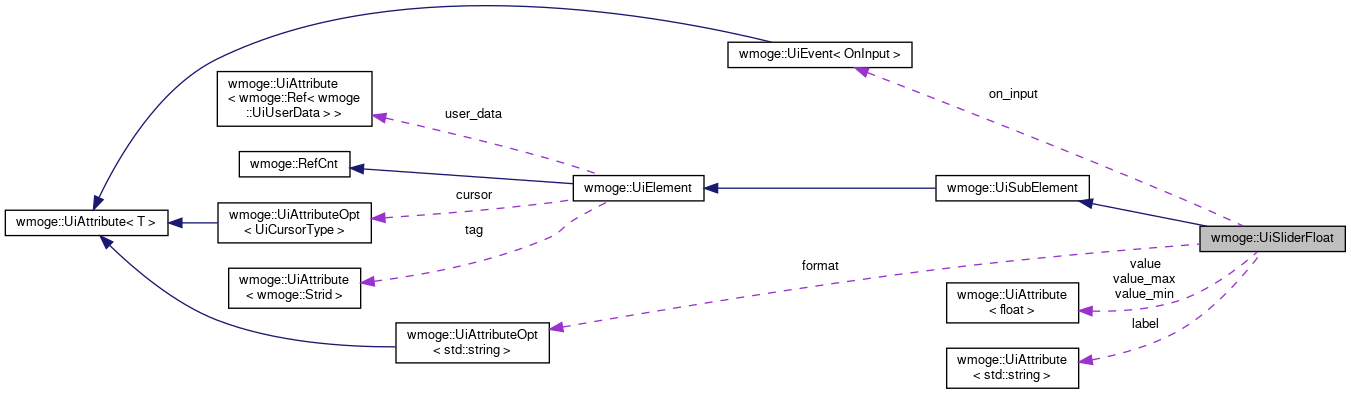 wmoge::UiEvent< OnInput >
on_input
wmoge::UiAttribute
< wmoge::Ref< wmoge
::UiUserData > >
user_data
wmoge::RefCnt
wmoge::UiElement
wmoge::UiSubElement
cursor
wmoge::UiAttribute< T >
wmoge::UiAttributeOpt
< UiCursorType >
tag
wmoge::UiSliderFloat
wmoge::UiAttribute
< wmoge::Strid >
format
value
value_max
value_min
wmoge::UiAttribute
< float >
label
wmoge::UiAttributeOpt
< std::string >
wmoge::UiAttribute
< std::string >